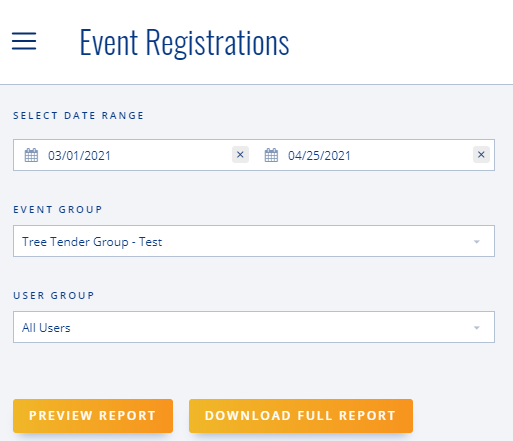 Event Registrations
SELECT DATE RANGE
03/01/2021 × 04/25/2021 ×
EVENT GROUP
Tree Tender Group - Test
USER GROUP
All Users
PREVIEW REPORT DOWNLOAD FULL REPORT